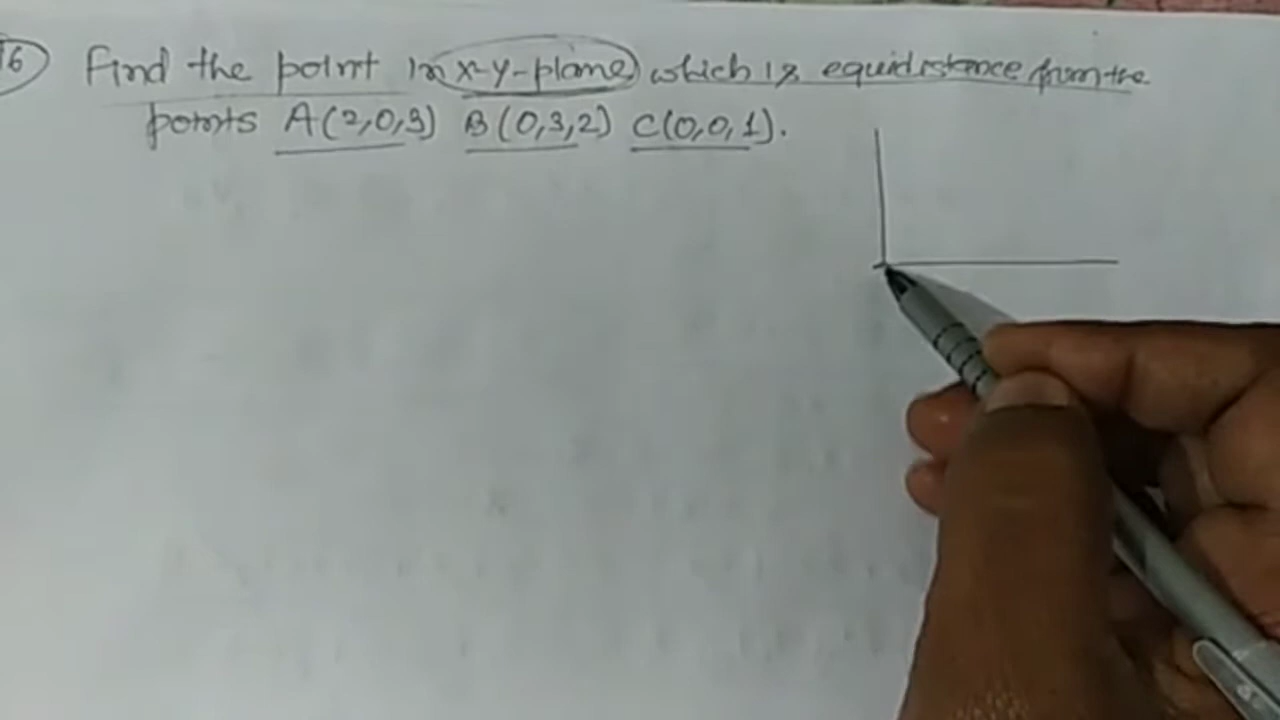 16 Find the point in x-y-plane which is equidistance from the
points A(2,0,3) B(0,3,2) C(0,0,1).